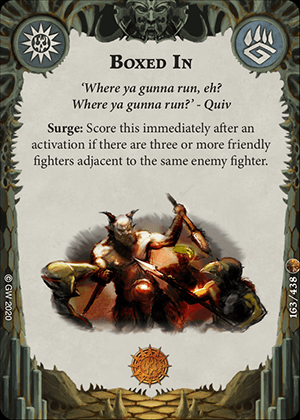 Boxed In
‘Where ya gunna run, eh?
Where ya gunna run?’ - Quiv
Surge: Score this immediately after an
activation if there are three or more friendly
fighters adjacent to the same enemy fighter.
© GW 2020
163/438